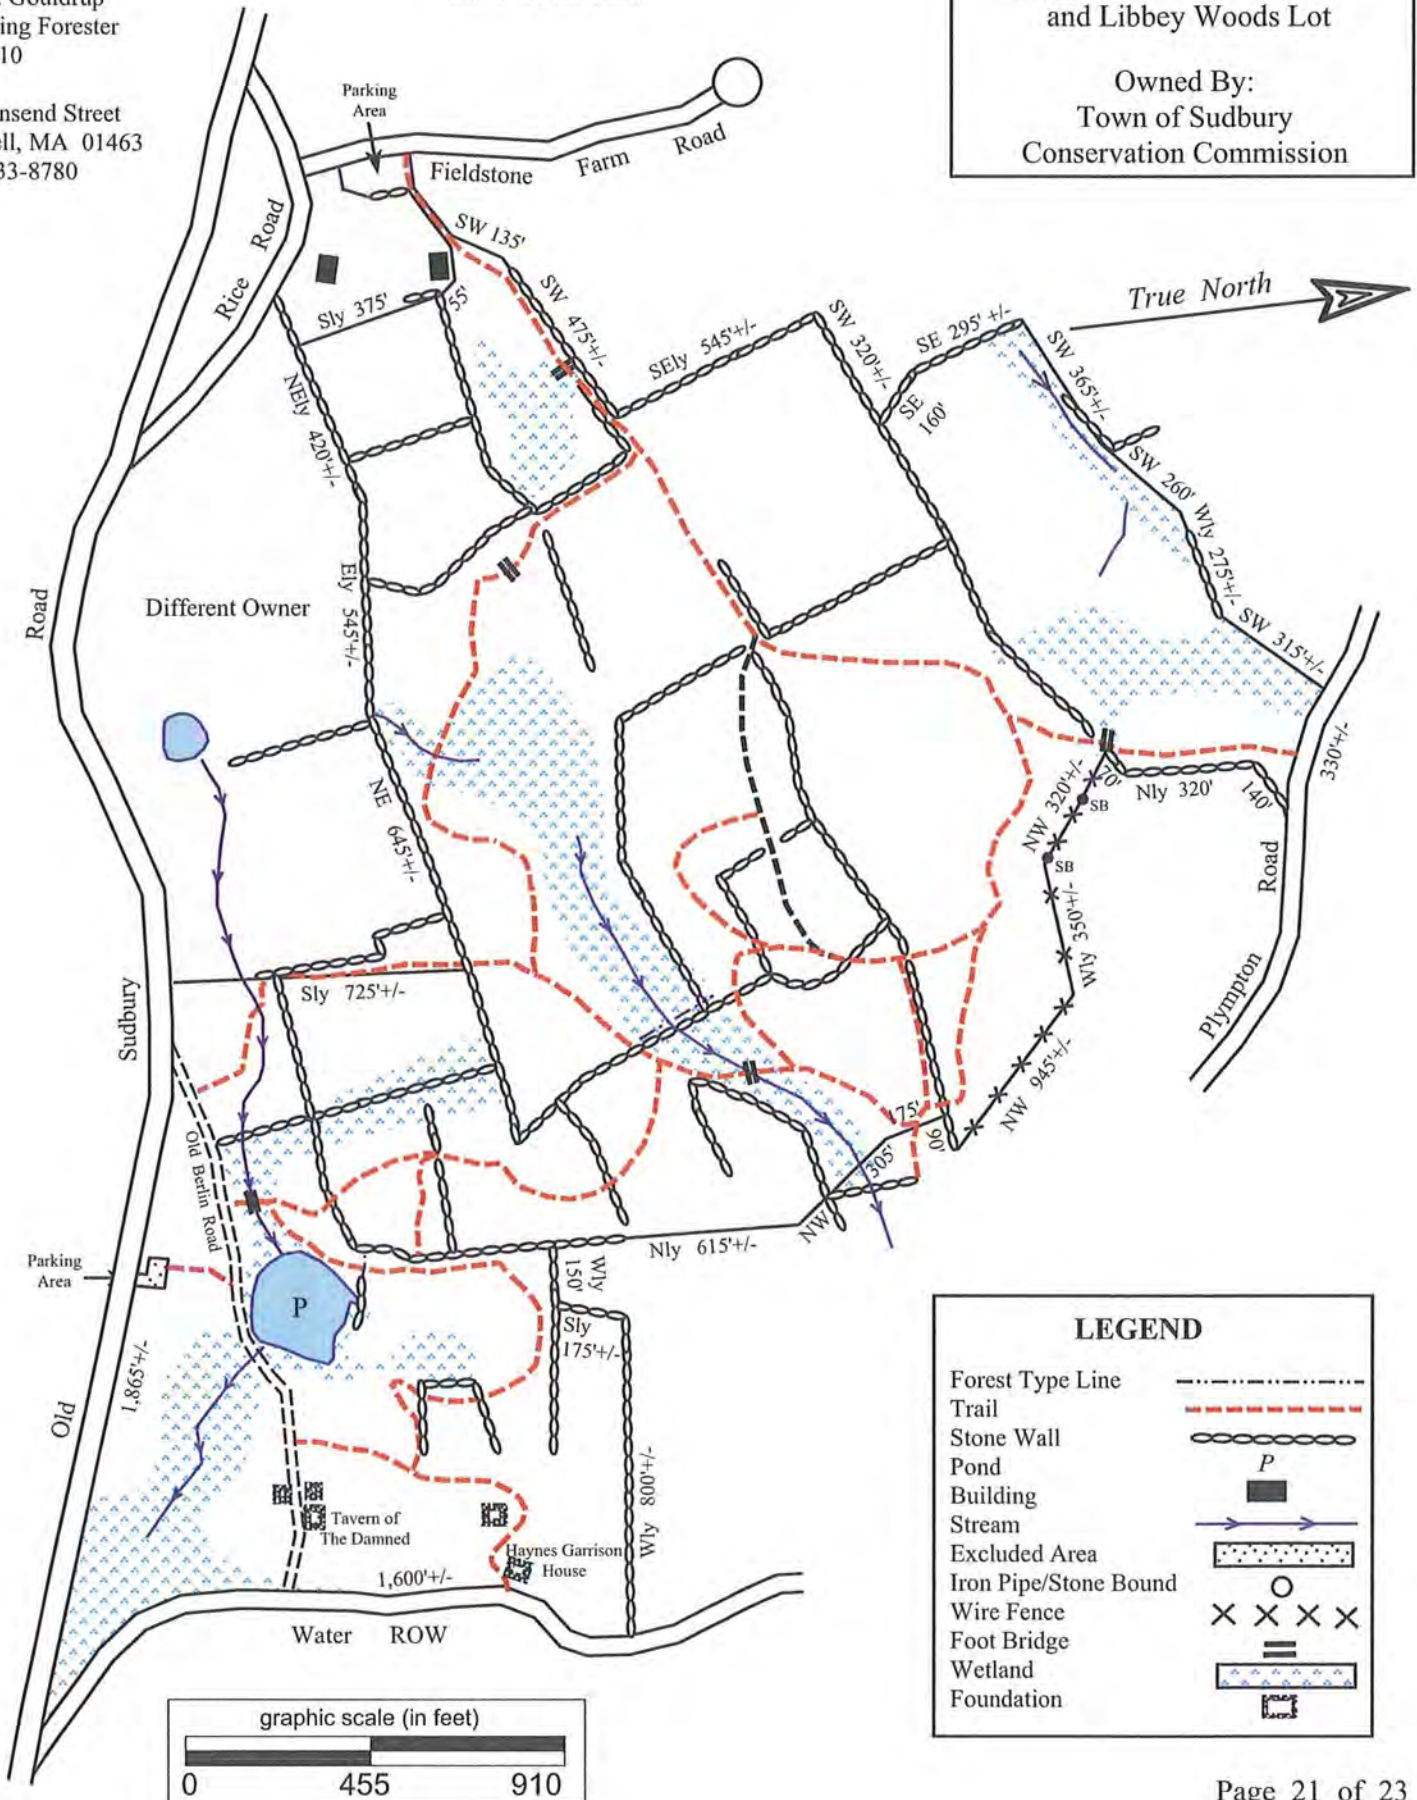 ing Forester
10
nsend Street
ell, MA 01463
33-8780
and Libbey Woods Lot
Owned By:
Town of Sudbury
Conservation Commission
Parking
Area
Fieldstone Farm Road
Rice Road
SW 135'
SW 475'+/-
Sly 375'
55'
SEly 545'+/-
SW 320'+/-
SE 295' +/-
SE 160'
True North
SW 365'+/-
SW 260'
Wly 275'+/-
SW 315'+/-
330'+/-
NEly 420'+/-
Ely 545'+/-
Different Owner
Road
NE 645'+/-
NW 320'+/-
70'
SB
SB
Nly 320'
140'
Wly 350'+/-
NW 945'+/-
Plympton Road
Sly 725'+/-
Sudbury
Old Berlin Road
175'
90'
305'
NW
Nly 615'+/-
Parking
Area
P
Wly
150'
Sly
175'+/-
1,865'+/-
Old
Wly 800'+/-
Tavern of
The Damned
Haynes Garrison
House
1,600'+/-
Water ROW
LEGEND
Forest Type Line
Trail
Stone Wall
Pond P
Building
Stream
Excluded Area
Iron Pipe/Stone Bound
Wire Fence
Foot Bridge
Wetland
Foundation
graphic scale (in feet)
0 455 910
Page 21 of 23